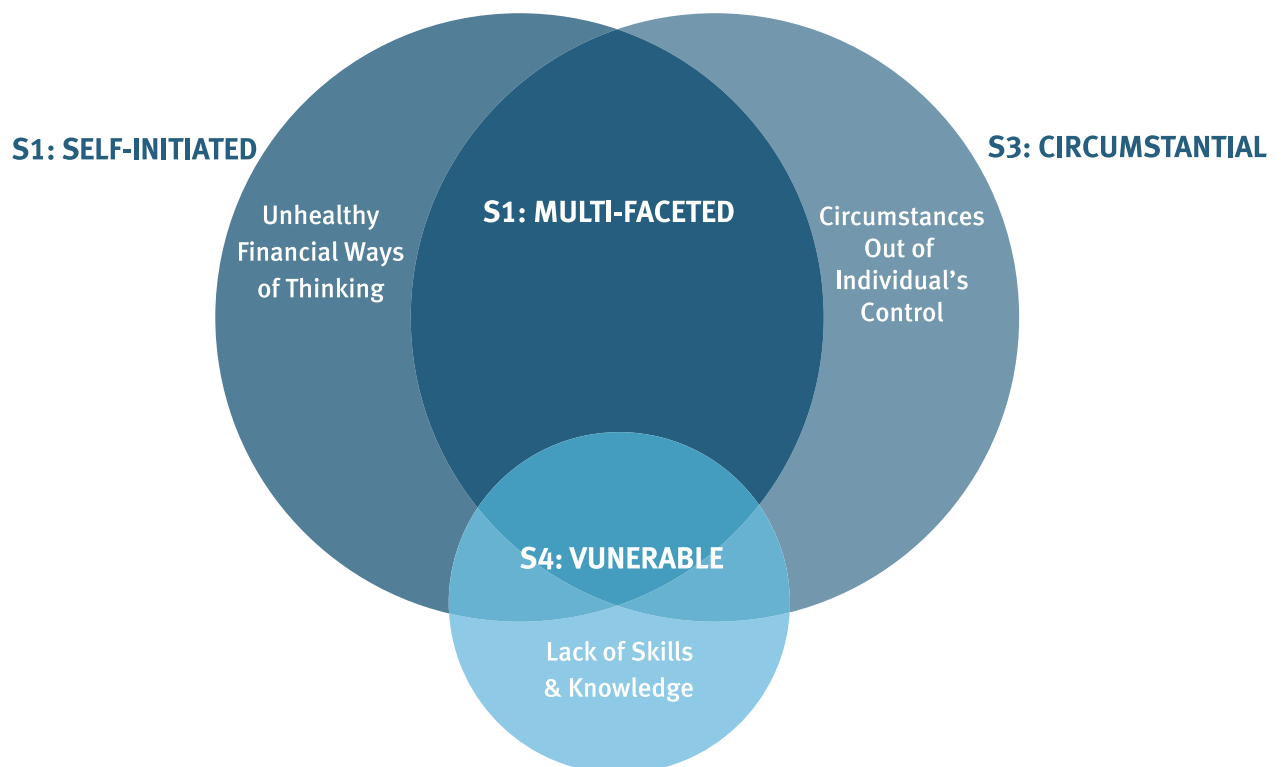 S1: SELF-INITIATED
Unhealthy
Financial Ways
of Thinking
S1: MULTI-FACETED
S3: CIRCUMSTANTIAL
Circumstances
Out of
Individual's
Control
S4: VUNERABLE
Lack of Skills
& Knowledge